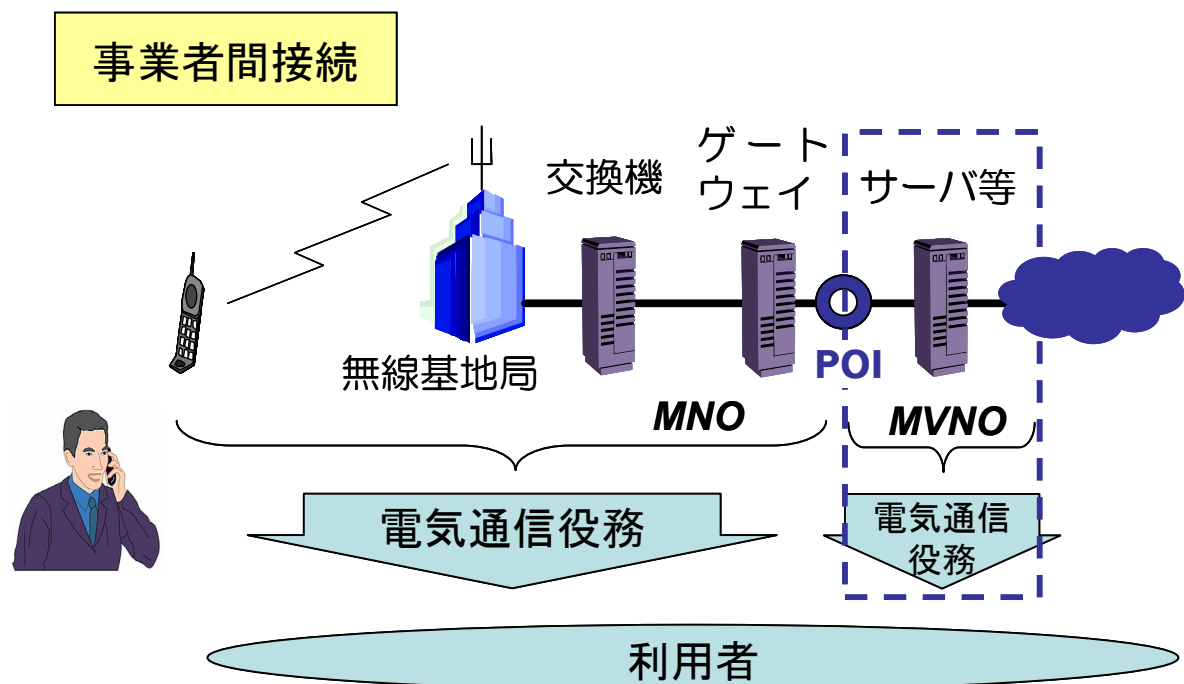 事業者間接続
交換機
ゲート
ウェイ
サーバ等
無線基地局
POI
MNO
MVNO
電気通信役務
電気通信
役務
利用者